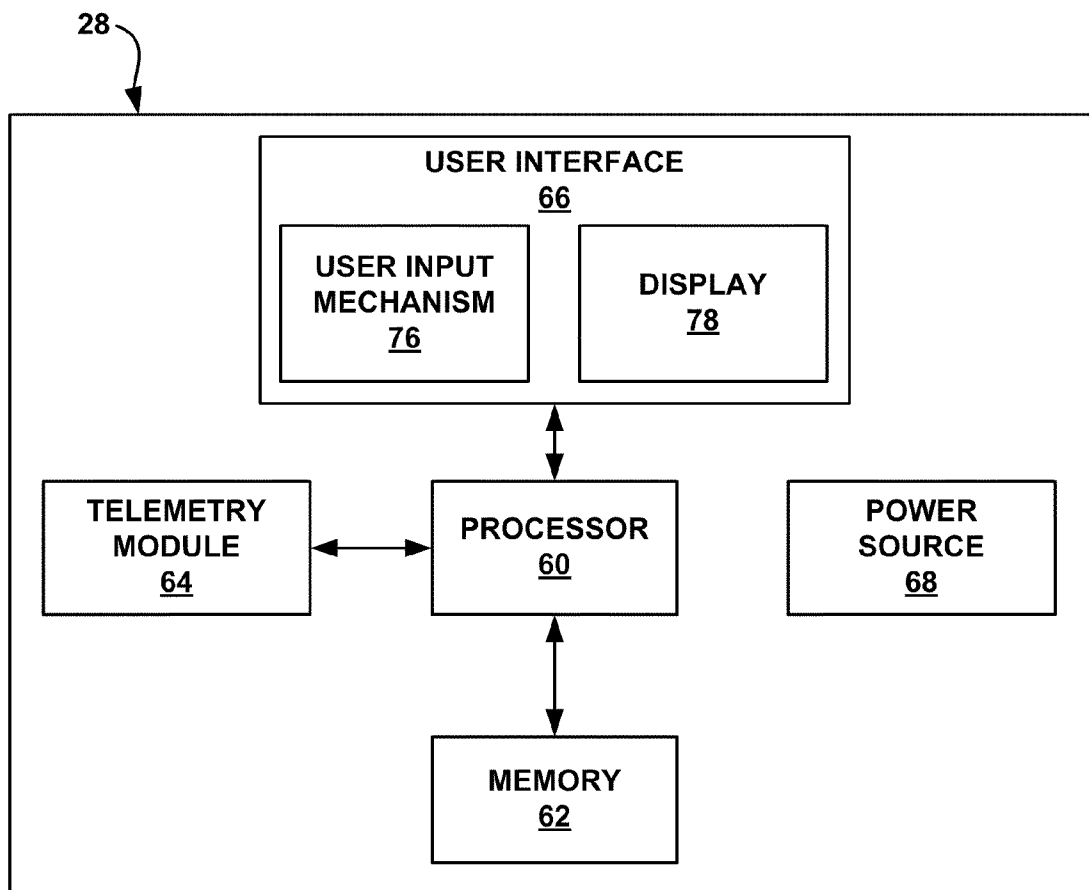 28
USER INTERFACE
66
USER INPUT
MECHANISM
76
DISPLAY
78
TELEMETRY
MODULE
64
PROCESSOR
60
POWER
SOURCE
68
MEMORY
62